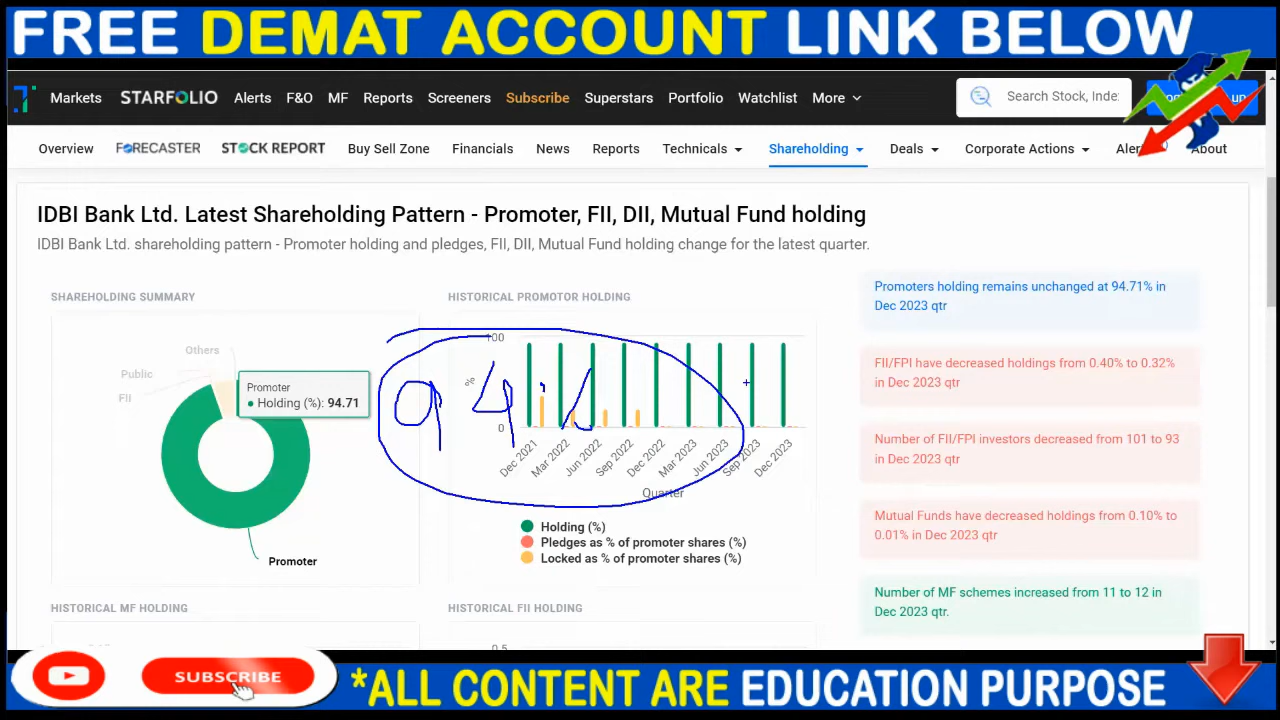 FREE DEMAT ACCOUNT LINK BELOW
Markets STARFOLIO Alerts F&O MF Reports Screeners Subscribe Superstars Portfolio Watchlist More Search Stock, Inde: up
Overview FORECASTER STOCK REPORT Buy Sell Zone Financials News Reports Technicals Shareholding Deals Corporate Actions About
IDBI Bank Ltd. Latest Shareholding Pattern - Promoter, FII, DII, Mutual Fund holding
IDBI Bank Ltd. shareholding pattern - Promoter holding and pledges, FII, DII, Mutual Fund holding change for the latest quarter.
SHAREHOLDING SUMMARY
Others
Public
FII
Promoter
Holding (%): 94.71
Promoter
HISTORICAL PROMOTOR HOLDING
100
%
0
94
Dec 2021 Mar 2022 Jun 2022 Sep 2022 Dec 2022 Mar 2023 Jun 2023 Sep 2023 Dec 2023
Quarter
Holding (%)
Pledges as % of promoter shares (%)
Locked as % of promoter shares (%)
Promoters holding remains unchanged at 94.71% in
Dec 2023 qtr
FII/FPI have decreased holdings from 0.40% to 0.32%
in Dec 2023 qtr
Number of FII/FPI investors decreased from 101 to 93
in Dec 2023 qtr
Mutual Funds have decreased holdings from 0.10% to
0.01% in Dec 2023 qtr
Number of MF schemes increased from 11 to 12 in
Dec 2023 qtr.
HISTORICAL MF HOLDING
HISTORICAL FII HOLDING
0.5
SUBSCRIBE
*ALL CONTENT ARE EDUCATION PURPOSE